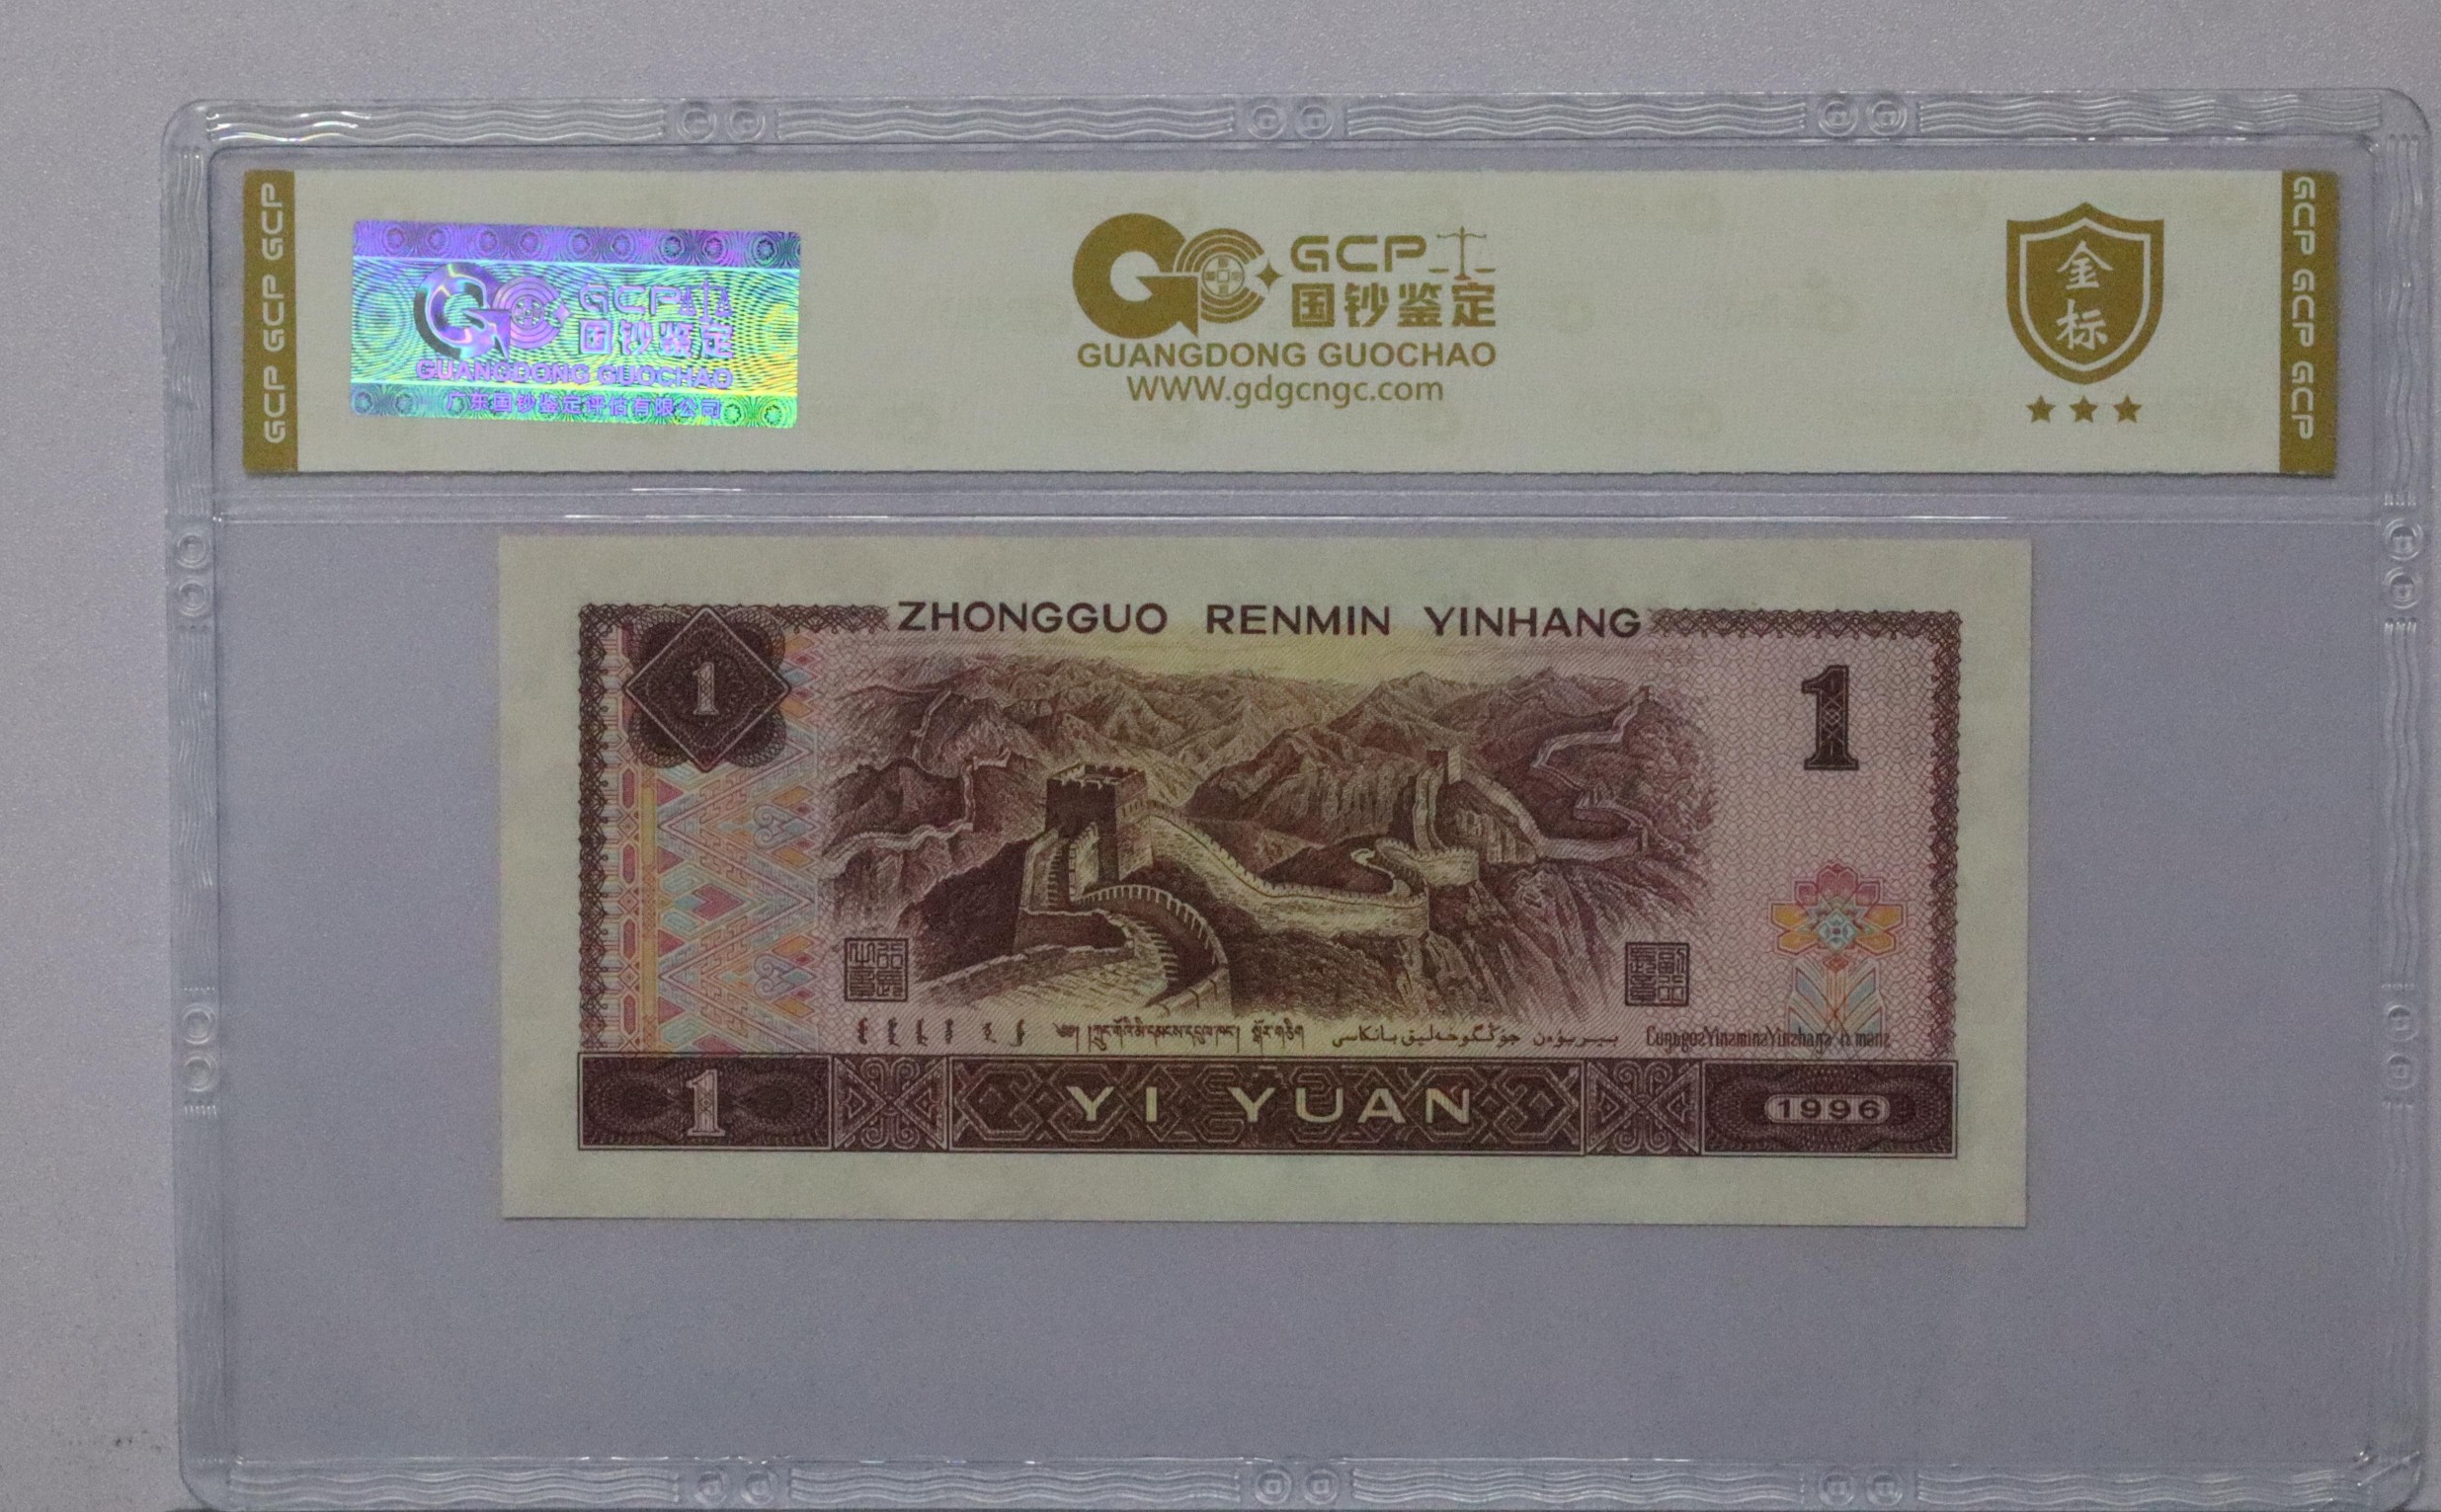 GCP GCP GCP
GCP
国钞鉴定
GUANGDONG GUOCHAO
广东国钞鉴定评估有限公司
GCP
国钞鉴定
GUANGDONG GUOCHAO
WWW.gdgcngc.com
金
标
GCP GCP GCP
ZHONGGUO RENMIN YINHANG
1
1
1
YI YUAN
1996